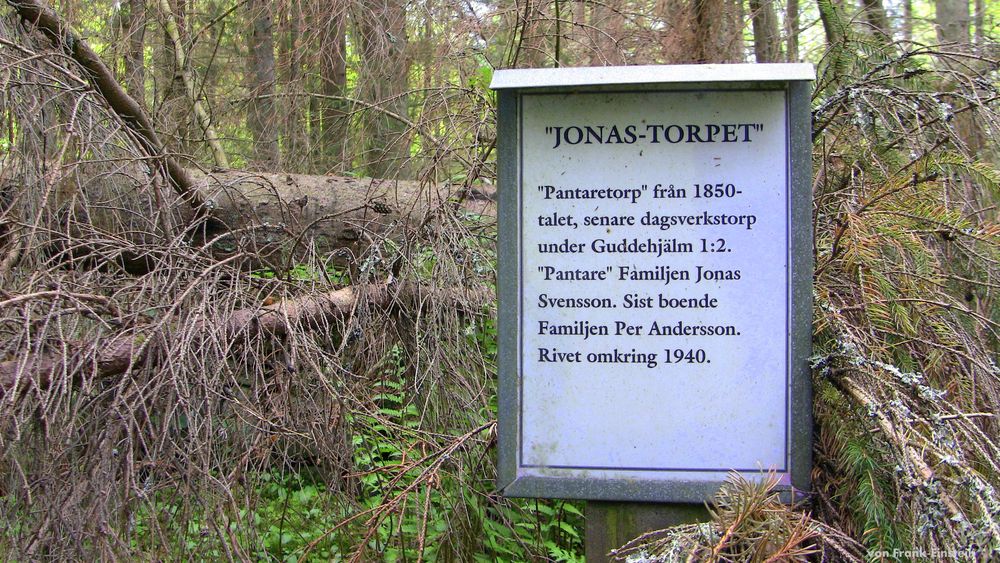 "JONAS-TORPET"
"Pantaretorp" från 1850-
talet, senare dagsverkstorp
under Guddehjälm 1:2.
"Pantare" Familjen Jonas
Svensson. Sist boende
Familjen Per Andersson.
Rivet omkring 1940.
von Frank-Einstein